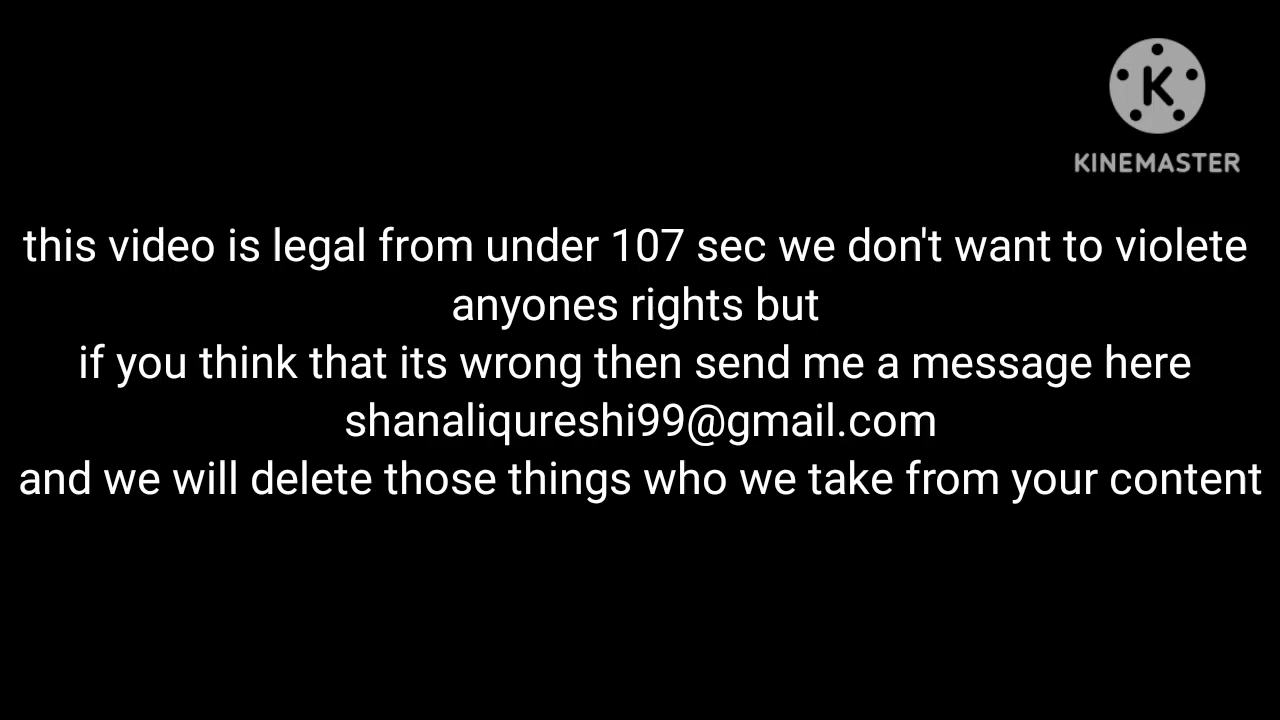 K
KINEMASTER
this video is legal from under 107 sec we don't want to violete
anyones rights but
if you think that its wrong then send me a message here
shanaliqureshi99@gmail.com
and we will delete those things who we take from your content